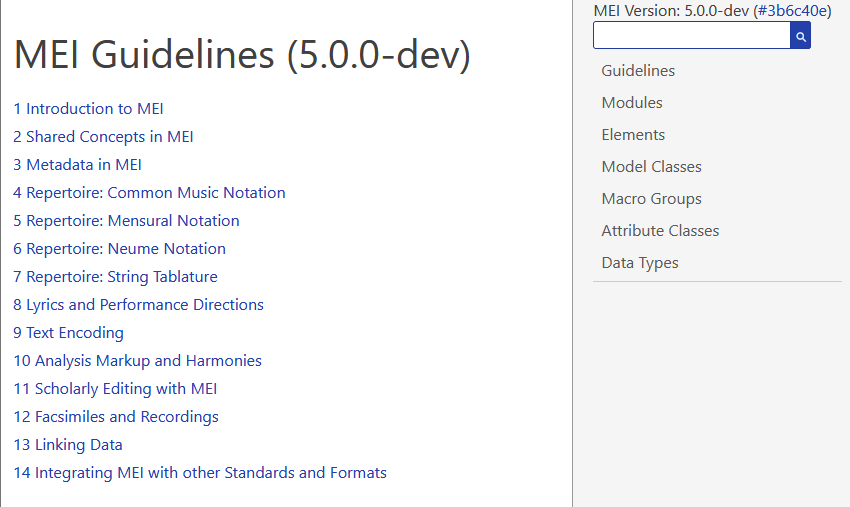 MEI Guidelines (5.0.0-dev)
1 Introduction to MEI
2 Shared Concepts in MEI
3 Metadata in MEI
4 Repertoire: Common Music Notation
5 Repertoire: Mensural Notation
6 Repertoire: Neume Notation
7 Repertoire: String Tablature
8 Lyrics and Performance Directions
9 Text Encoding
10 Analysis Markup and Harmonies
11 Scholarly Editing with MEI
12 Facsimiles and Recordings
13 Linking Data
14 Integrating MEI with other Standards and Formats
MEI Version: 5.0.0-dev (#3b6c40e)
Guidelines
Modules
Elements
Model Classes
Macro Groups
Attribute Classes
Data Types